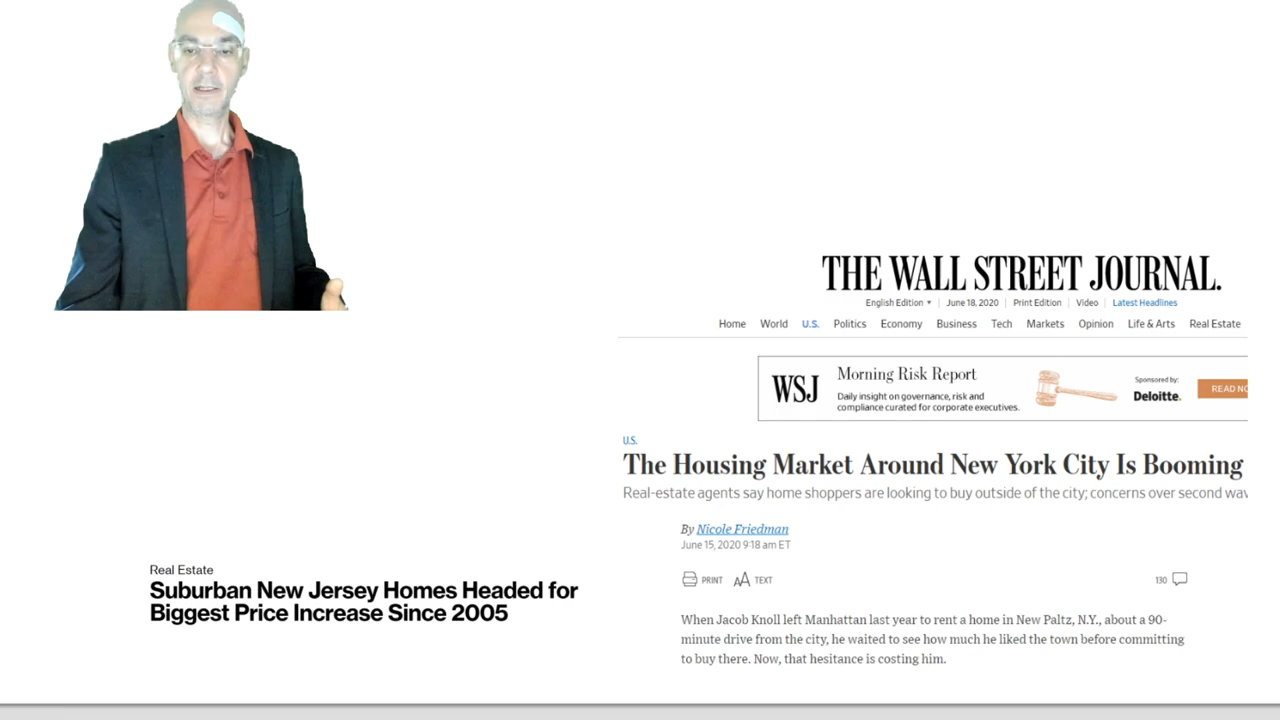 THE WALL STREET JOURNAL.
English Edition June 18, 2020 Print Edition Video Latest Headlines
Home World U.S. Politics Economy Business Tech Markets Opinion Life & Arts Real Estate
WSJ
Morning Risk Report
Daily insight on governance, risk and
compliance curated for corporate executives.
Sponsored by:
Deloitte.
READ NO
U.S.
The Housing Market Around New York City Is Booming
Real-estate agents say home shoppers are looking to buy outside of the city; concerns over second wav
By Nicole Friedman
June 15, 2020 9:18 am ET
PRINT AA TEXT
130
When Jacob Knoll left Manhattan last year to rent a home in New Paltz, N.Y., about a 90-
minute drive from the city, he waited to see how much he liked the town before committing
to buy there. Now, that hesitance is costing him.
Real Estate
Suburban New Jersey Homes Headed for
Biggest Price Increase Since 2005